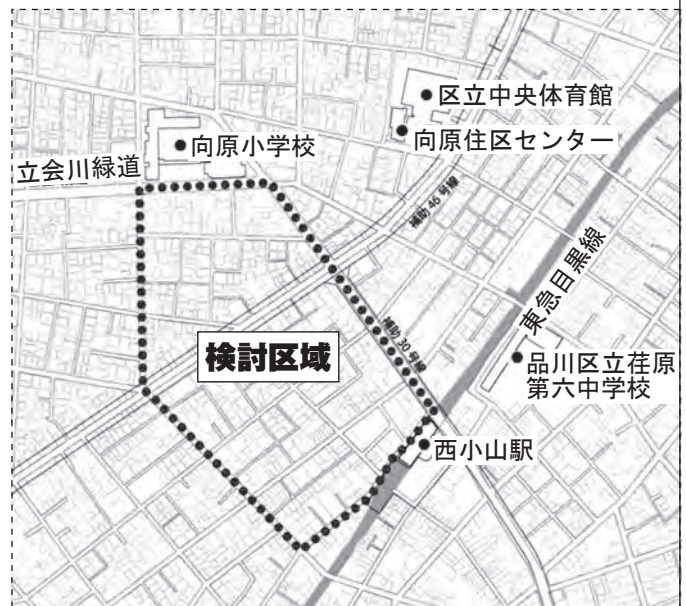 区立中央体育館
向原住区センター
向原小学校
立会川緑道
補助46号線
東急目黒線
補助30号線
検討区域
品川区立荏原
第六中学校
西小山駅